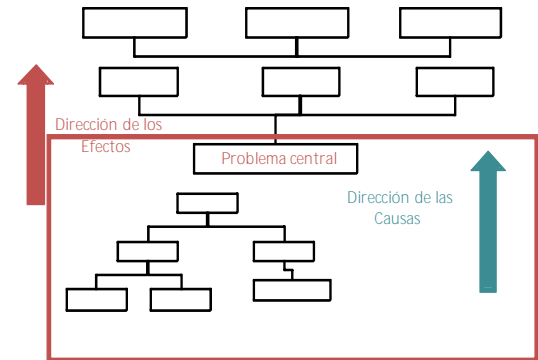 Dirección de los
Efectos
Problema central
Dirección de las
Causas